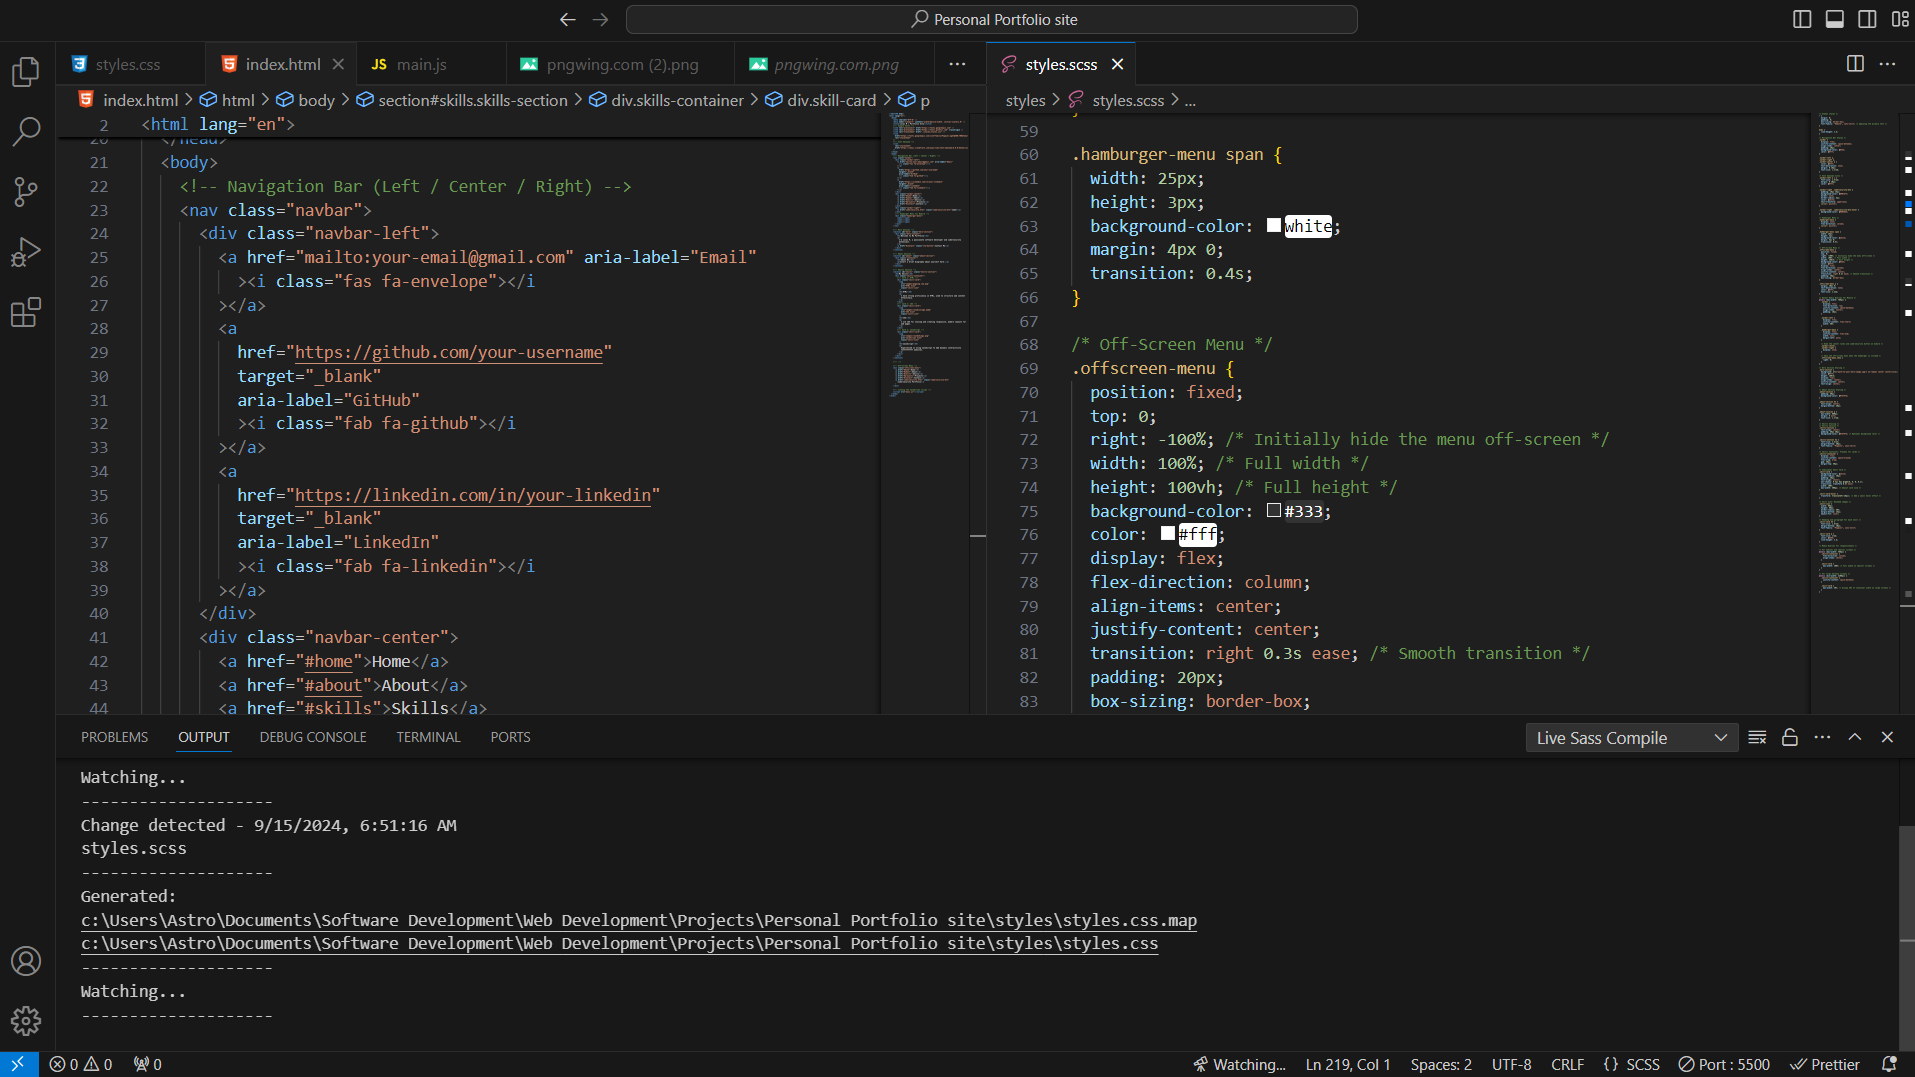 Personal Portfolio site
styles.css
index.html
JS main.js
pngwing.com (2).png
pngwing.com.png
styles.scss
index.html > html > body > section#skills.skills-section > div.skills-container > div.skill-card > p
2 <html lang="en">
20 </head>
21 <body>
22 <!-- Navigation Bar (Left / Center / Right) -->
23 <nav class="navbar">
24 <div class="navbar-left">
25 <a href="mailto:your-email@gmail.com" aria-label="Email"
26 ><i class="fas fa-envelope"></i
27 ></a>
28 <a
29 href="https://github.com/your-username"
30 target="_blank"
31 aria-label="GitHub"
32 ><i class="fab fa-github"></i
33 ></a>
34 <a
35 href="https://linkedin.com/in/your-linkedin"
36 target="_blank"
37 aria-label="LinkedIn"
38 ><i class="fab fa-linkedin"></i
39 ></a>
40 </div>
41 <div class="navbar-center">
42 <a href="#home">Home</a>
43 <a href="#about">About</a>
44 <a href="#skills">Skills</a>
styles > styles.scss > ...
59
60 .hamburger-menu span {
61 width: 25px;
62 height: 3px;
63 background-color: white;
64 margin: 4px 0;
65 transition: 0.4s;
66 }
67
68 /* Off-Screen Menu */
69 .offscreen-menu {
70 position: fixed;
71 top: 0;
72 right: -100%; /* Initially hide the menu off-screen */
73 width: 100%; /* Full width */
74 height: 100vh; /* Full height */
75 background-color: #333;
76 color: #fff;
77 display: flex;
78 flex-direction: column;
79 align-items: center;
80 justify-content: center;
81 transition: right 0.3s ease; /* Smooth transition */
82 padding: 20px;
83 box-sizing: border-box;
PROBLEMS OUTPUT DEBUG CONSOLE TERMINAL PORTS
Live Sass Compile
Watching...
--------------------
Change detected - 9/15/2024, 6:51:16 AM
styles.scss
--------------------
Generated:
c:\Users\Astro\Documents\Software Development\Web Development\Projects\Personal Portfolio site\styles\styles.css.map
c:\Users\Astro\Documents\Software Development\Web Development\Projects\Personal Portfolio site\styles\styles.css
--------------------
Watching...
--------------------
0 0 0 Watching... Ln 219, Col 1 Spaces: 2 UTF-8 CRLF {} SCSS Port : 5500 Prettier